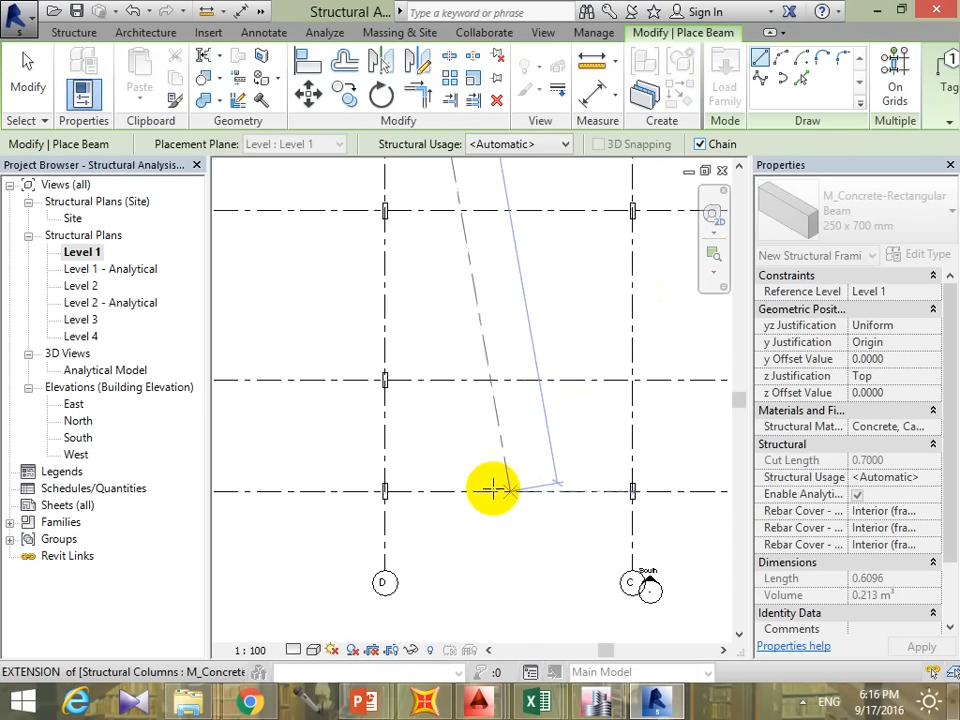 Structural A...
Type a keyword or phrase
Sign In
Structure
Architecture
Insert
Annotate
Analyze
Massing & Site
Collaborate
View
Manage
Modify | Place Beam
Modify
Properties
Paste
Load
Family
On
Grids
Tag
Select
Properties
Clipboard
Geometry
Modify
View
Measure
Create
Mode
Draw
Multiple
Modify | Place Beam
Placement Plane:
Level : Level 1
Structural Usage:
<Automatic>
3D Snapping
Chain
Project Browser - Structural Analysis...
Views (all)
Structural Plans (Site)
Site
Structural Plans
Level 1
Level 1 - Analytical
Level 2
Level 2 - Analytical
Level 3
Level 4
3D Views
Analytical Model
Elevations (Building Elevation)
East
North
South
West
Legends
Schedules/Quantities
Sheets (all)
Families
Groups
Revit Links
2D
D
C
South
1 : 100
Properties
M_Concrete-Rectangular
Beam
250 x 700 mm
New Structural Frami
Edit Type
Constraints
Reference Level Level 1
Geometric Posit...
yz Justification Uniform
y Justification Origin
y Offset Value 0.0000
z Justification Top
z Offset Value 0.0000
Materials and Fi...
Structural Mat... Concrete, Ca...
Structural
Cut Length 0.7000
Structural Usage <Automatic>
Enable Analyti...
Rebar Cover - ... Interior (fra...
Rebar Cover - ... Interior (fra...
Rebar Cover - ... Interior (fra...
Dimensions
Length 0.6096
Volume 0.213 m³
Identity Data
Comments
Properties help
Apply
EXTENSION of [Structural Columns : M_Concrete
:0
Main Model
ENG
6:16 PM
9/17/2016